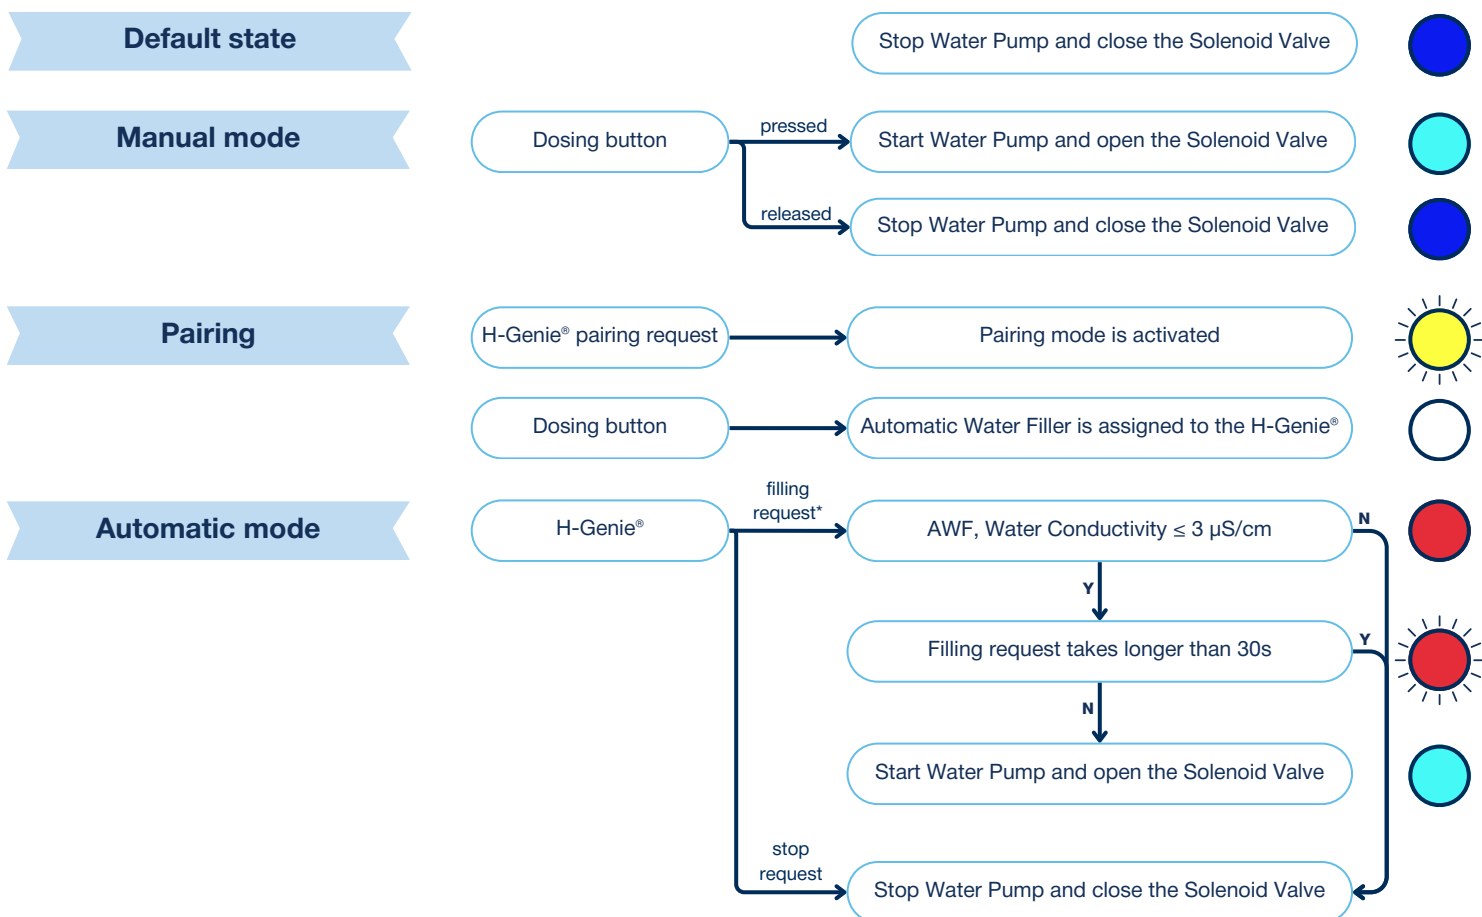 Default state
Stop Water Pump and close the Solenoid Valve
Manual mode
Dosing button
pressed
Start Water Pump and open the Solenoid Valve
released
Stop Water Pump and close the Solenoid Valve
Pairing
H-Genie® pairing request
Pairing mode is activated
Dosing button
Automatic Water Filler is assigned to the H-Genie®
Automatic mode
H-Genie®
filling
request*
AWF, Water Conductivity ≤ 3 μS/cm
N
Y
Filling request takes longer than 30s
Y
N
Start Water Pump and open the Solenoid Valve
stop
request
Stop Water Pump and close the Solenoid Valve